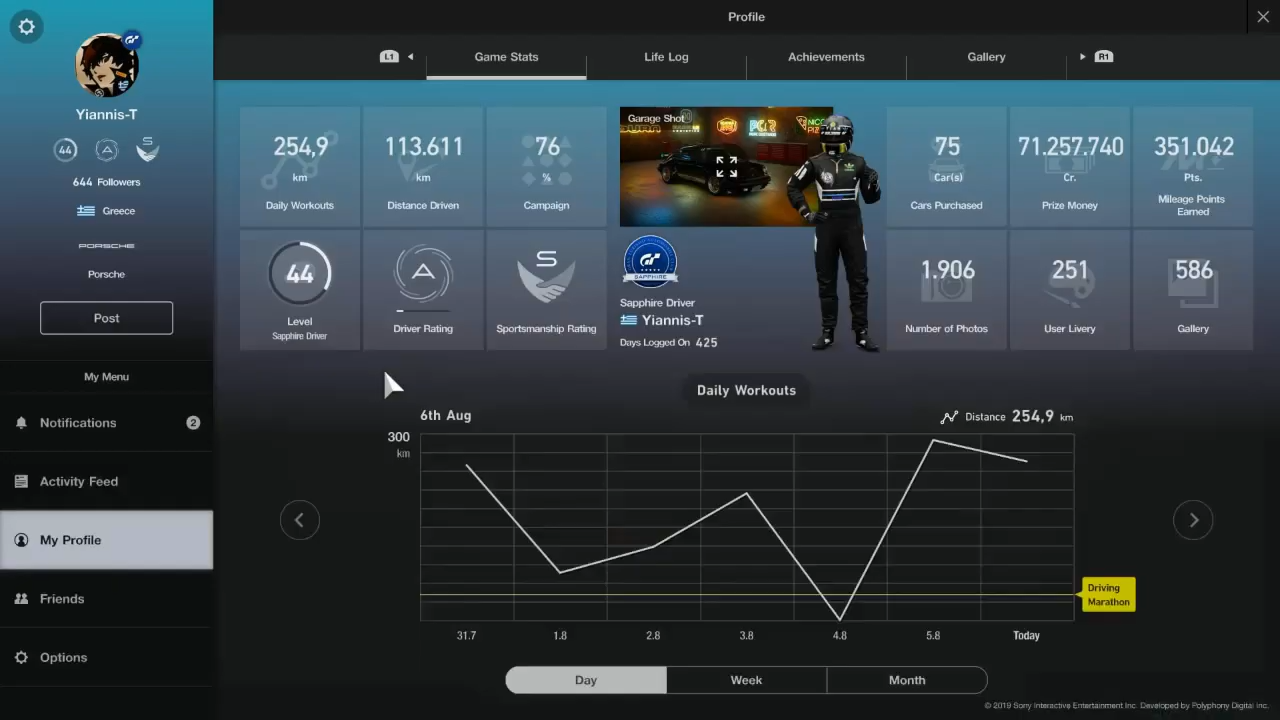 Profile
L1
Game Stats
Life Log
Achievements
Gallery
R1
Yiannis-T
44
A
S
644 Followers
Greece
PORSCHE
Porsche
Post
My Menu
Notifications
2
Activity Feed
My Profile
Friends
Options
254,9
km
Daily Workouts
113.611
km
Distance Driven
76
%
Campaign
Garage Shot
75
Car(s)
Cars Purchased
71.257.740
Cr.
Prize Money
351.042
Pts.
Mileage Points
Earned
44
Level
Sapphire Driver
A
Driver Rating
S
Sportsmanship Rating
SAPPHIRE
Sapphire Driver
Yiannis-T
Days Logged On 425
1.906
Number of Photos
251
User Livery
586
Gallery
Daily Workouts
6th Aug
Distance 254,9 km
300
km
Driving
Marathon
31.7
1.8
2.8
3.8
4.8
5.8
Today
Day
Week
Month
© 2019 Sony Interactive Entertainment Inc. Developed by Polyphony Digital Inc.